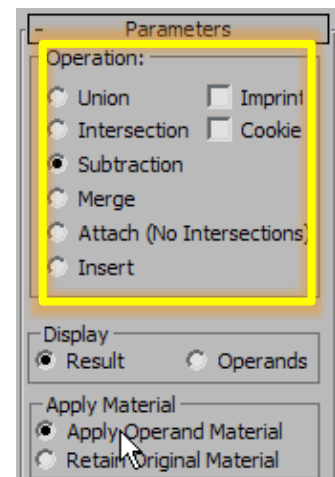 - Parameters
Operation:
Union Imprint
Intersection Cookie
Subtraction
Merge
Attach (No Intersections)
Insert
Display
Result Operands
Apply Material
Apply Operand Material
Retain Original Material